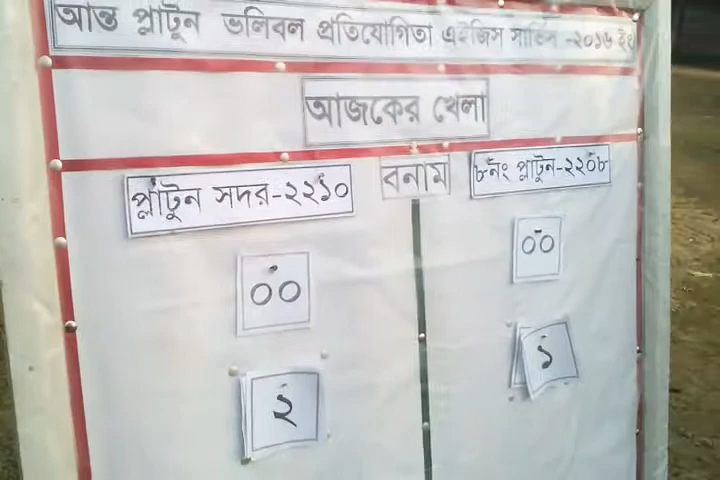 আন্ত প্লাটুন ভলিবল প্রতিযোগিতা এইজিস সার্ভিস -২০১৬ ইং
আজকের খেলা
প্লাটুন সদর-২২১০ বনাম ৮নং প্লাটুন-২২০৮
০০ ০০
২ ১